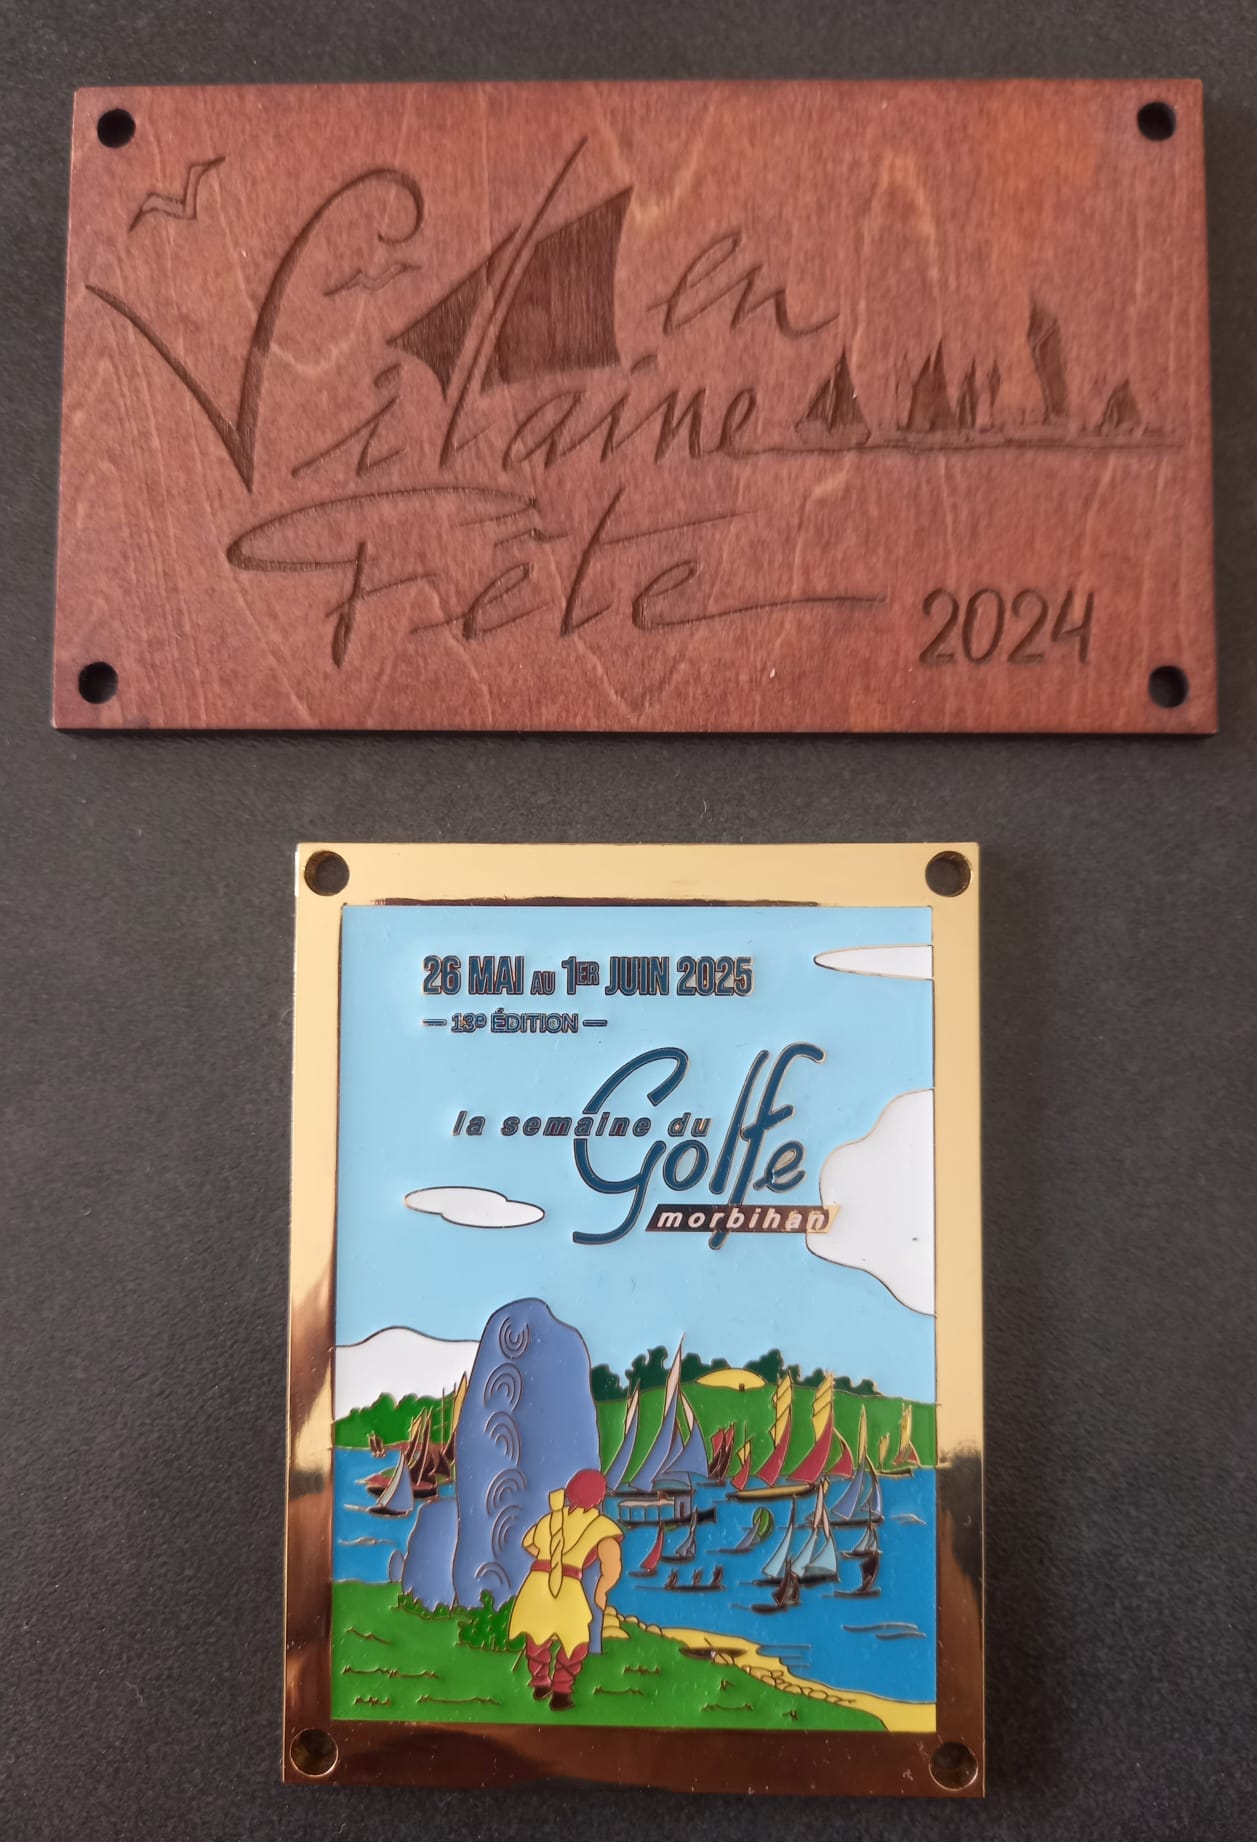 en
Vilaine
Fête
2024
26 MAI AU 1ER JUIN 2025
— 13e ÉDITION —
la semaine du
Golfe
morbihan